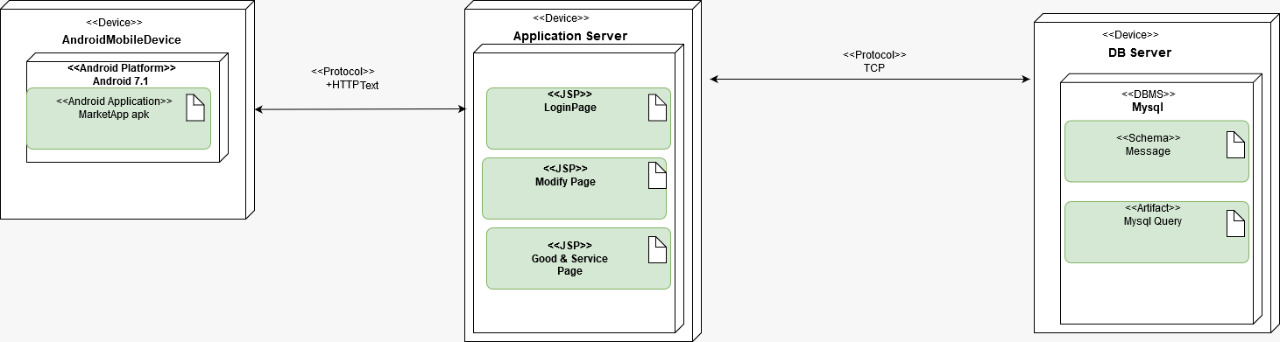 <<Device>>
AndroidMobileDevice
<<Android Platform>>
Android 7.1
<<Android Application>>
MarketApp apk
<<Protocol>>
+HTTPText
<<Device>>
Application Server
<<JSP>>
LoginPage
<<JSP>>
Modify Page
<<JSP>>
Good & Service
Page
<<Protocol>>
TCP
<<Device>>
DB Server
<<DBMS>>
Mysql
<<Schema>>
Message
<<Artifact>>
Mysql Query